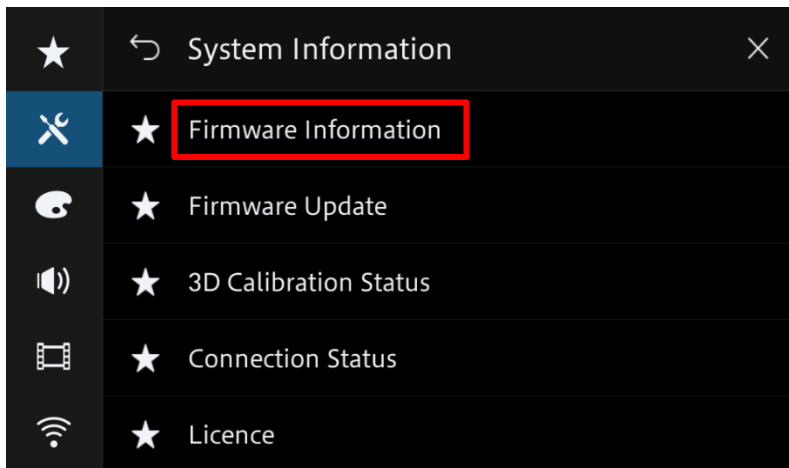 System Information
Firmware Information
Firmware Update
3D Calibration Status
Connection Status
Licence